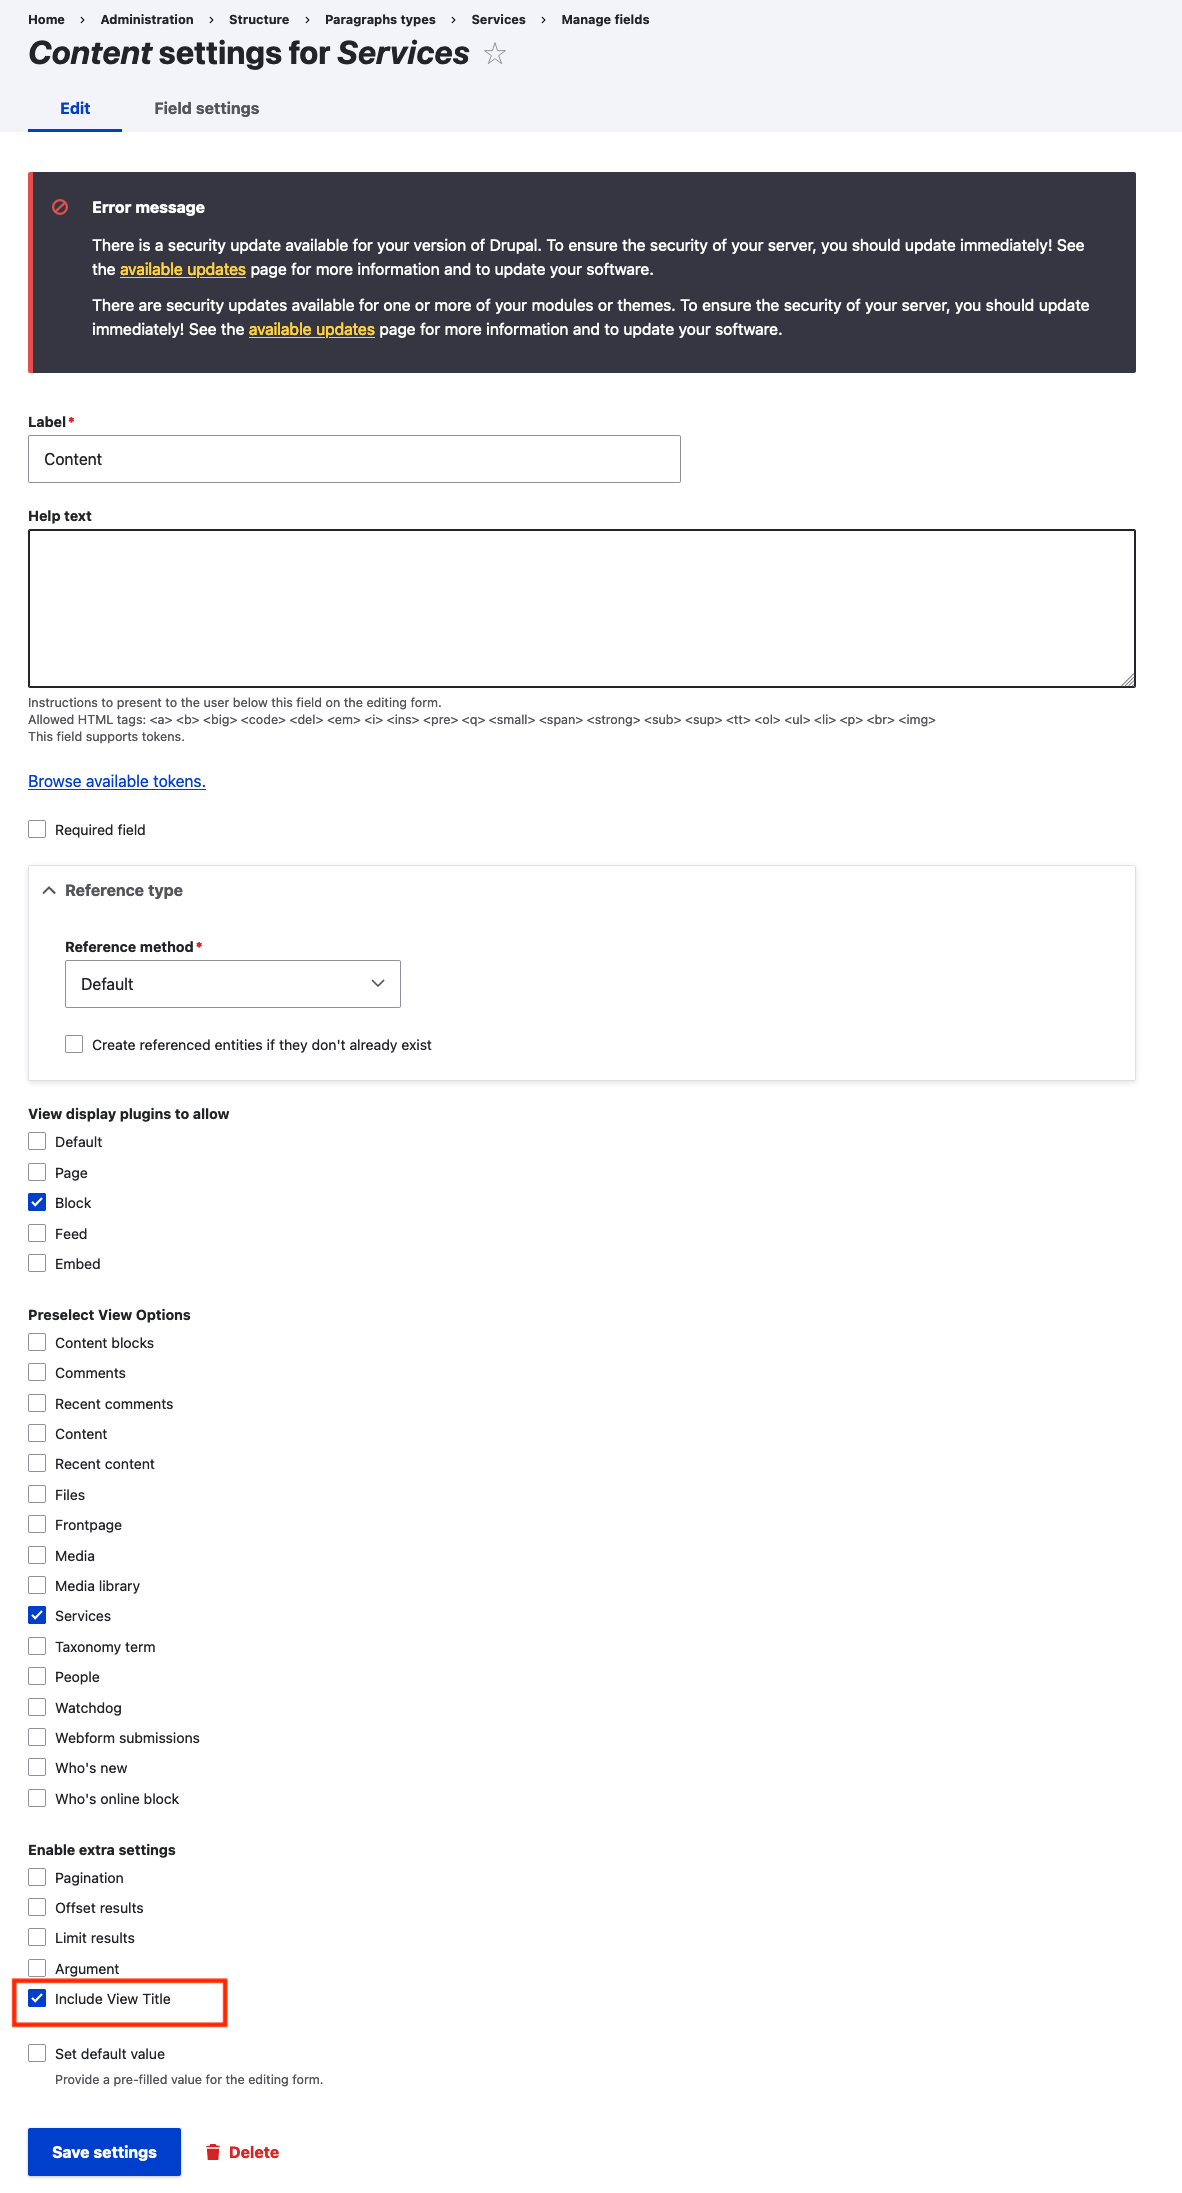 Home › Administration › Structure › Paragraphs types › Services › Manage fields
Content settings for Services
Edit Field settings
Error message
There is a security update available for your version of Drupal. To ensure the security of your server, you should update immediately! See
the available updates page for more information and to update your software.
There are security updates available for one or more of your modules or themes. To ensure the security of your server, you should update
immediately! See the available updates page for more information and to update your software.
Label*
Content
Help text
Instructions to present to the user below this field on the editing form.
Allowed HTML tags: <a> <b> <big> <code> <del> <em> <i> <ins> <pre> <q> <small> <span> <strong> <sub> <sup> <tt> <ol> <ul> <li> <p> <br> <img>
This field supports tokens.
Browse available tokens.
Required field
Reference type
Reference method*
Default
Create referenced entities if they don't already exist
View display plugins to allow
Default
Page
Block
Feed
Embed
Preselect View Options
Content blocks
Comments
Recent comments
Content
Recent content
Files
Frontpage
Media
Media library
Services
Taxonomy term
People
Watchdog
Webform submissions
Who's new
Who's online block
Enable extra settings
Pagination
Offset results
Limit results
Argument
Include View Title
Set default value
Provide a pre-filled value for the editing form.
Save settings Delete